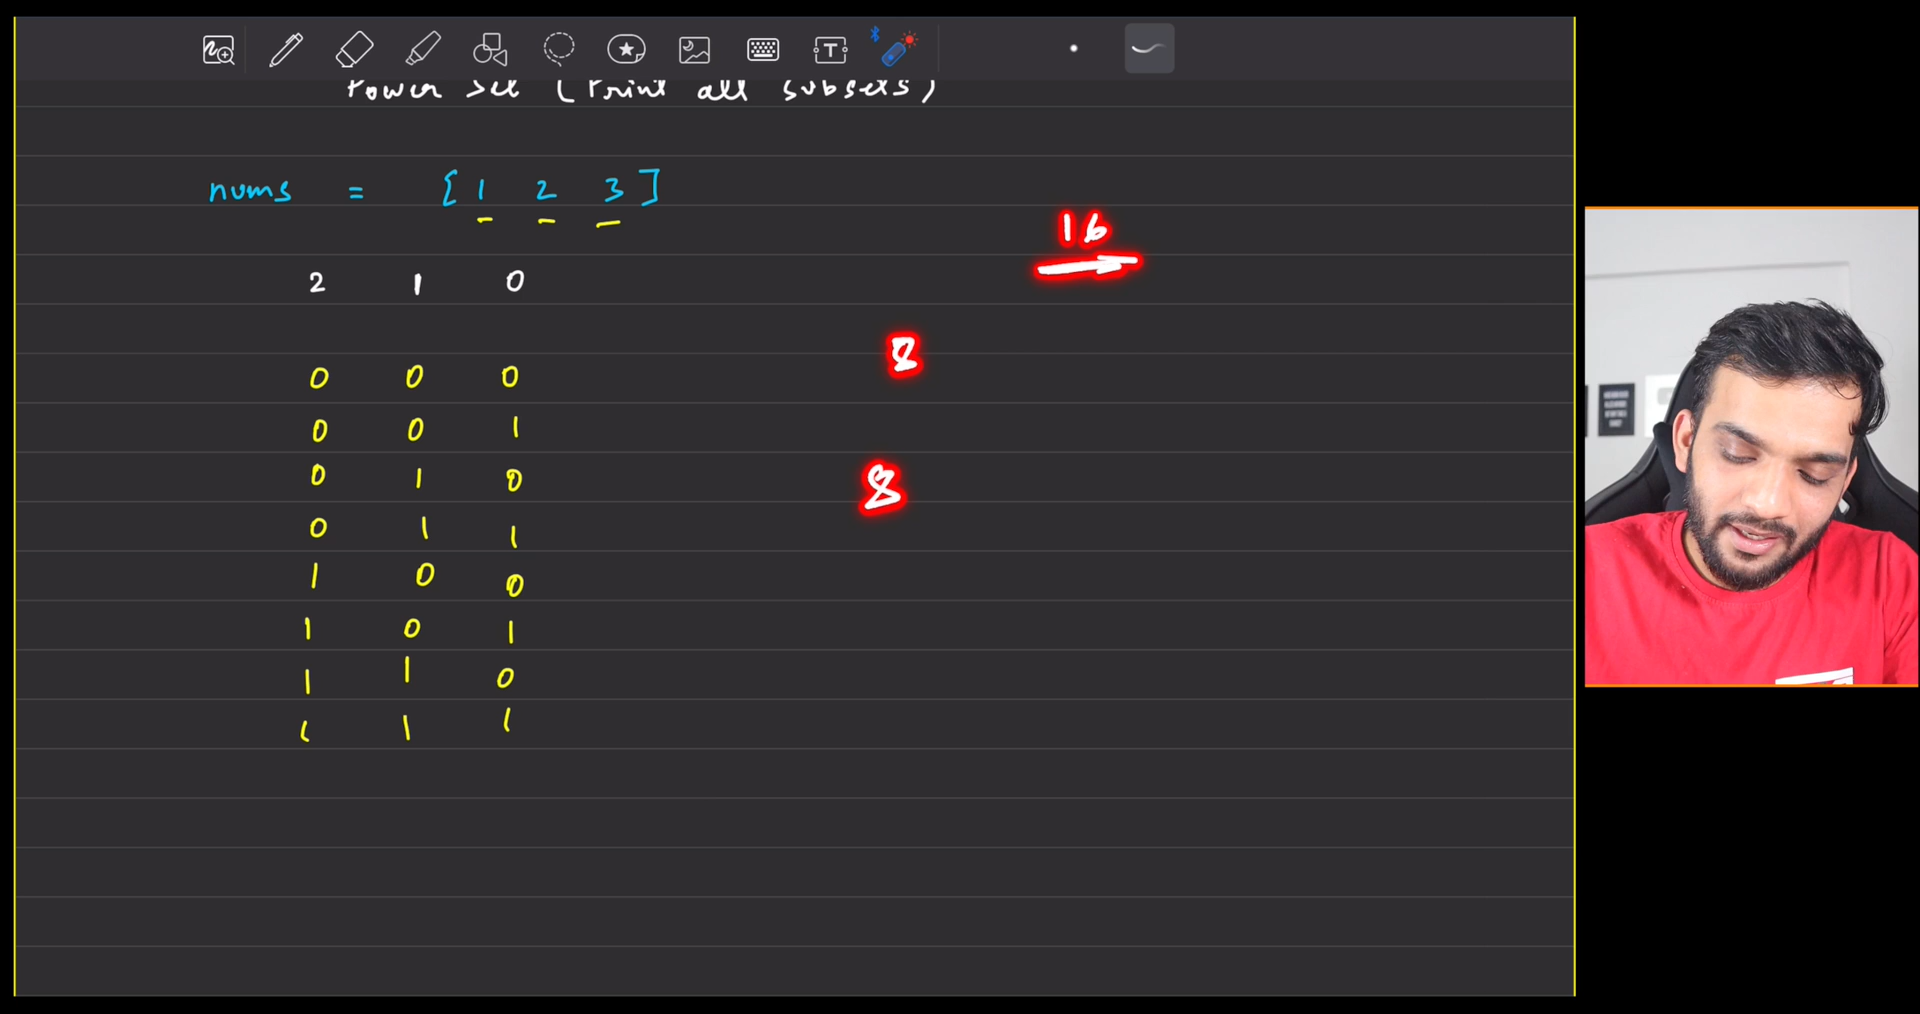 Power Set (Print all subsets)
nums = [ 1 2 3 ]
16
2 1 0
8
0 0 0
0 0 1
0 1 0
8
0 1 1
1 0 0
1 0 1
1 1 0
1 1 1